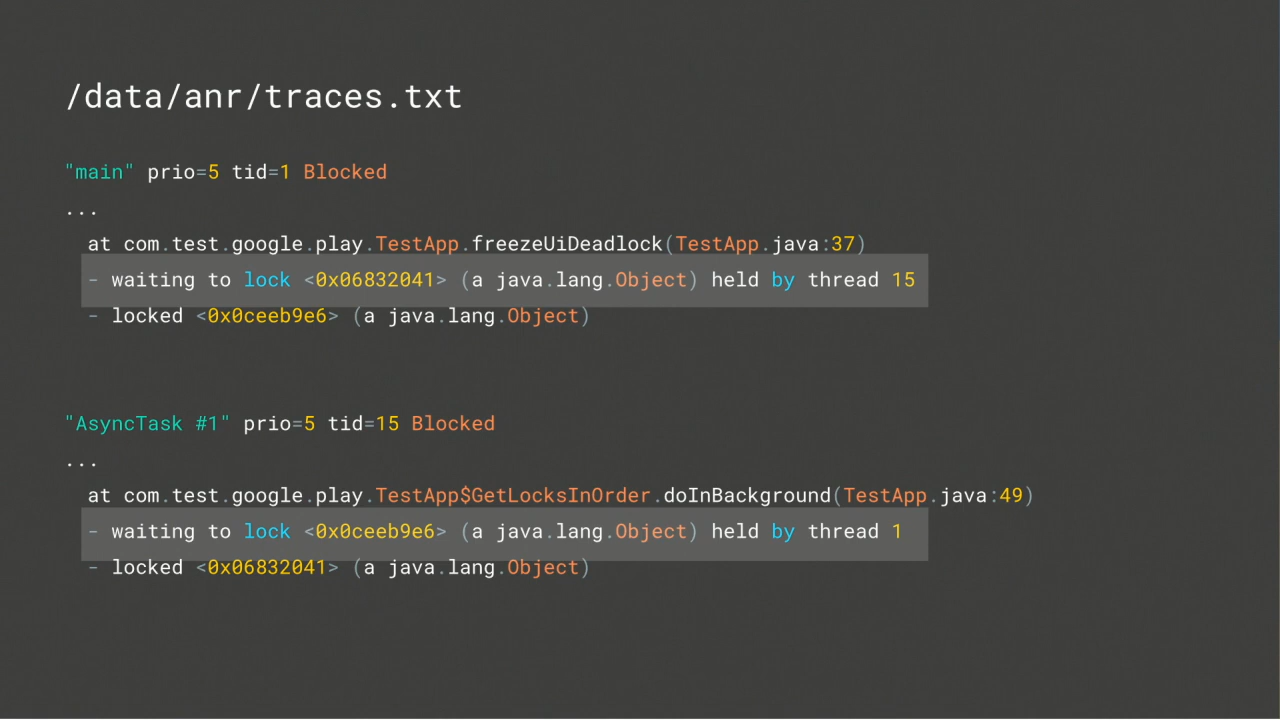 /data/anr/traces.txt
"main" prio=5 tid=1 Blocked
...
at com.test.google.play.TestApp.freezeUiDeadlock(TestApp.java:37)
- waiting to lock <0x06832041> (a java.lang.Object) held by thread 15
- locked <0x0ceeb9e6> (a java.lang.Object)
"AsyncTask #1" prio=5 tid=15 Blocked
...
at com.test.google.play.TestApp$GetLocksInOrder.doInBackground(TestApp.java:49)
- waiting to lock <0x0ceeb9e6> (a java.lang.Object) held by thread 1
- locked <0x06832041> (a java.lang.Object)